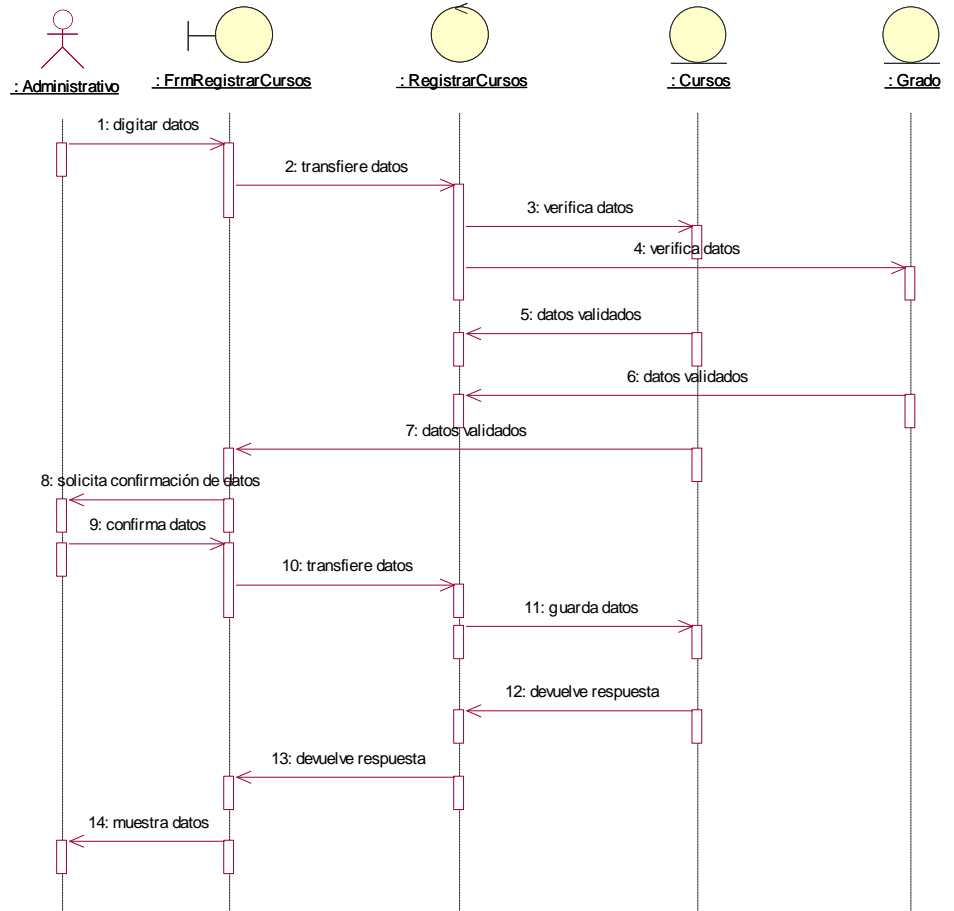 : Administrativo
: FrmRegistrarCursos
: RegistrarCursos
: Cursos
: Grado
1: digitar datos
2: transfiere datos
3: verifica datos
4: verifica datos
5: datos validados
6: datos validados
7: datos validados
8: solicita confirmación de datos
9: confirma datos
10: transfiere datos
11: guarda datos
12: devuelve respuesta
13: devuelve respuesta
14: muestra datos